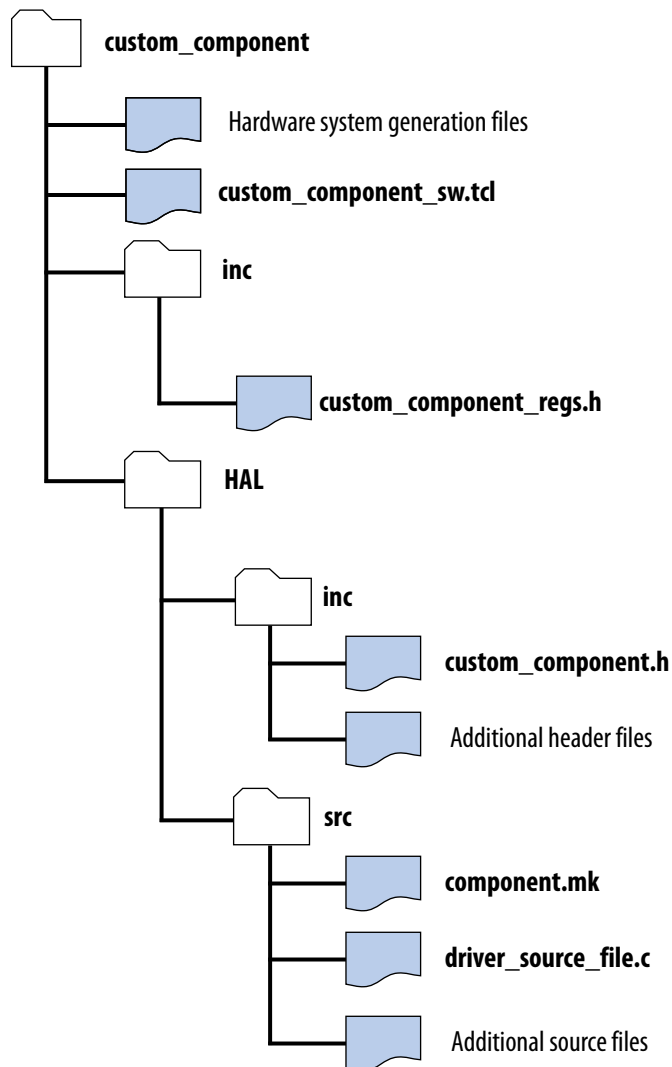 custom_component
Hardware system generation files
custom_component_sw.tcl
inc
custom_component_regs.h
HAL
inc
custom_component.h
Additional header files
src
component.mk
driver_source_file.c
Additional source files